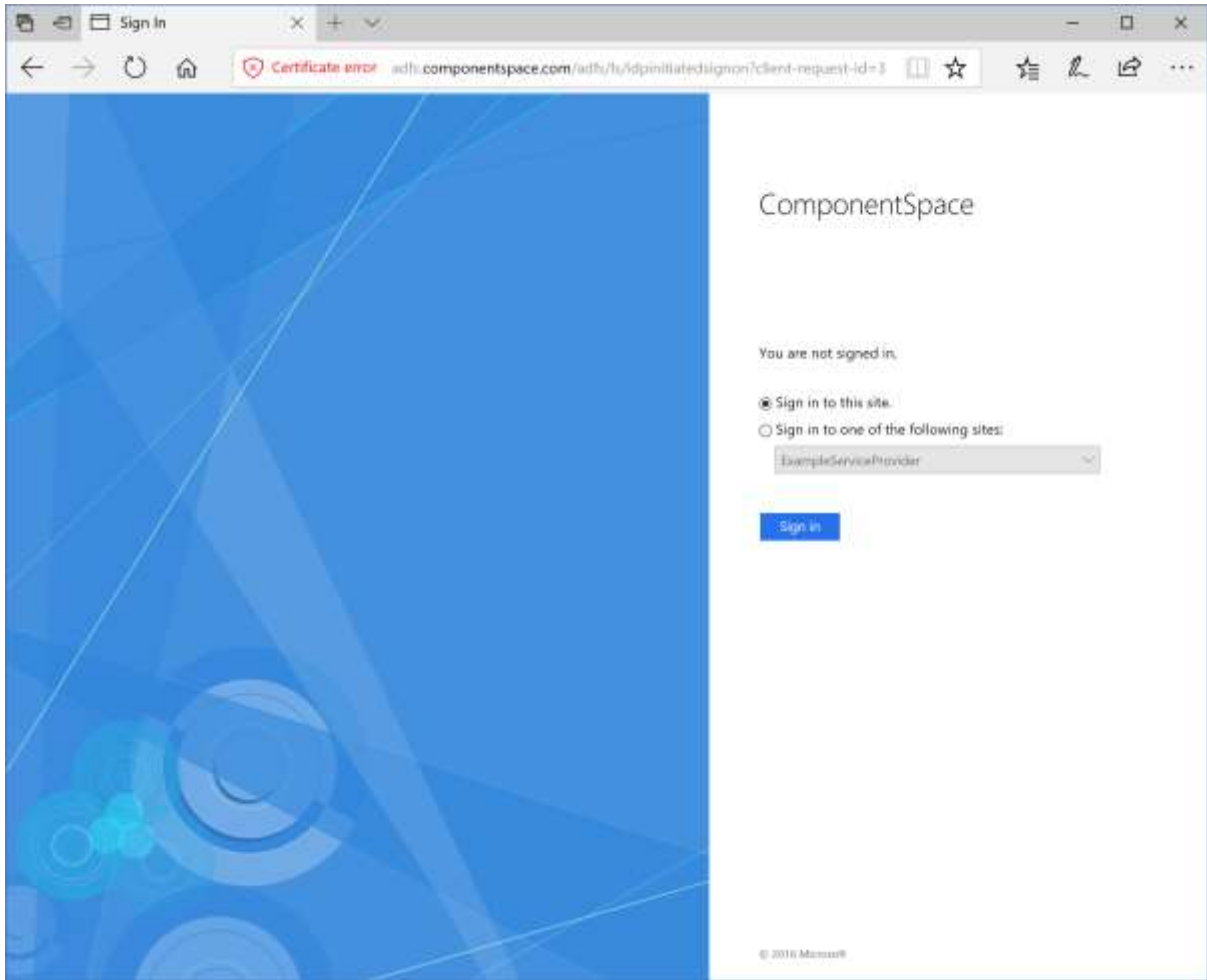 Sign In
Certificate error adfs.componentspace.com/adfs/ls/idpinitiatedsignon?client-request-id=3
ComponentSpace
You are not signed in.
Sign in to this site.
Sign in to one of the following sites:
ExampleServiceProvider
Sign in
© 2016 Microsoft